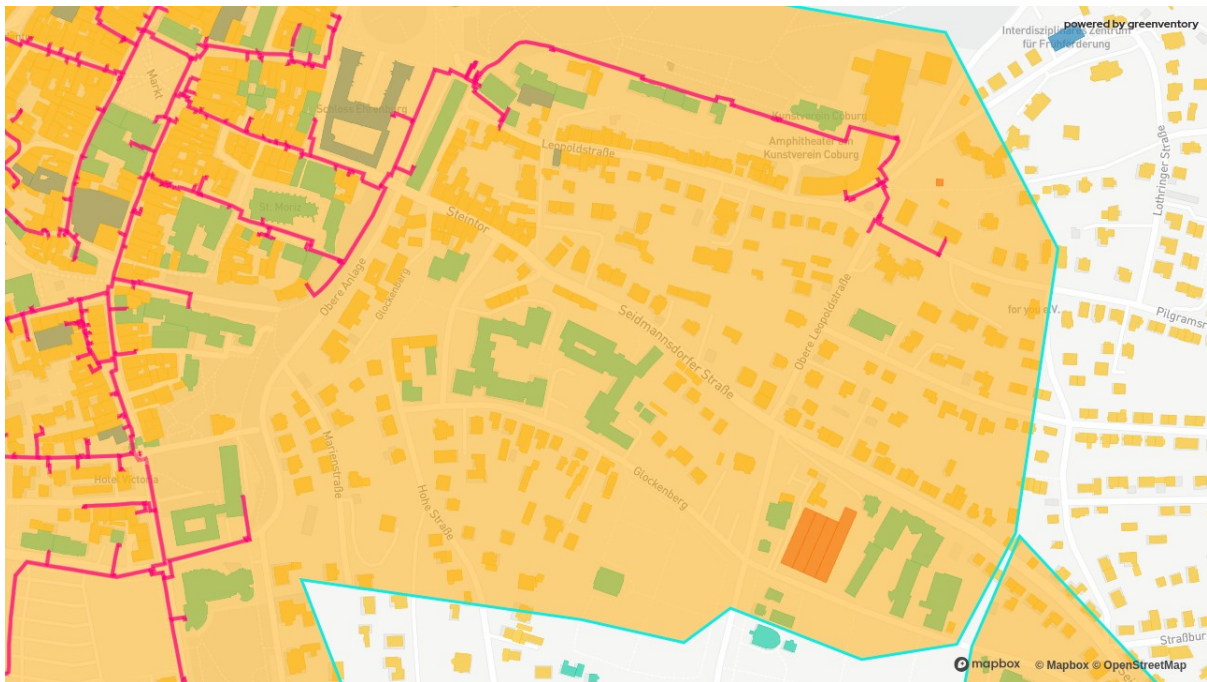 powered by greenventory
Interdisziplinäres Zentrum
für Frühförderung
Markt
Schloss Ehrenburg
Kunstverein Coburg
Leopoldstraße
Amphitheater am
Kunstverein Coburg
Lothringer Straße
St. Moriz
Steintor
Obere Anlage
Glockenberg
Seidmannsdorfer Straße
Obere Leopoldstraße
for you e.V.
Pilgramsr
Marienstraße
Hotel Victoria
Hohe Straße
Glockenberg
Straßbur
mapbox
© Mapbox © OpenStreetMap